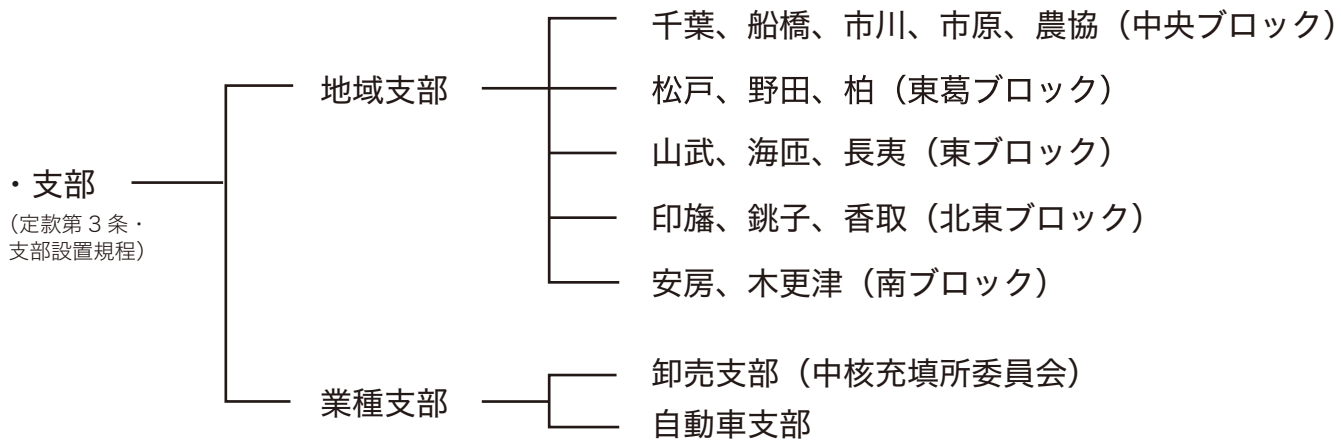 千葉、船橋、市川、市原、農協（中央ブロック）
地域支部
松戸、野田、柏（東葛ブロック）
山武、海匝、長夷（東ブロック）
・支部
（定款第３条・
支部設置規程）
印旛、銚子、香取（北東ブロック）
安房、木更津（南ブロック）
業種支部
卸売支部（中核充填所委員会）
自動車支部